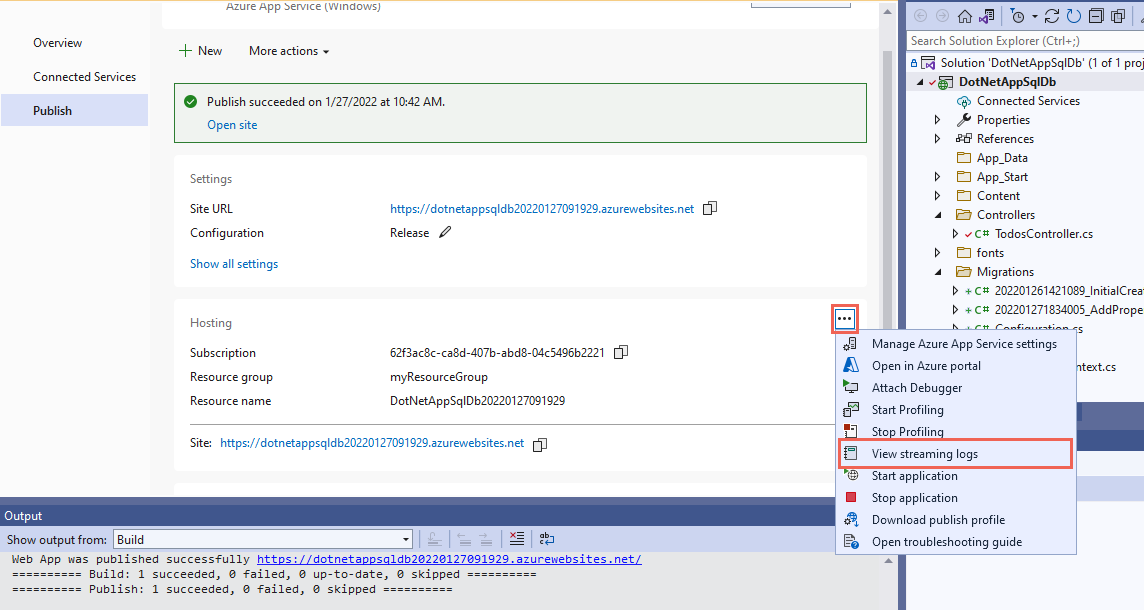 Azure App Service (Windows)
Overview
Connected Services
Publish
New
More actions
Publish succeeded on 1/27/2022 at 10:42 AM.
Open site
Settings
Site URL
https://dotnetappsqldb20220127091929.azurewebsites.net
Configuration
Release
Show all settings
Hosting
Subscription
62f3ac8c-ca8d-407b-abd8-04c5496b2221
Resource group
myResourceGroup
Resource name
DotNetAppSqlDb20220127091929
Site: https://dotnetappsqldb20220127091929.azurewebsites.net
Manage Azure App Service settings
Open in Azure portal
Attach Debugger
Start Profiling
Stop Profiling
View streaming logs
Start application
Stop application
Download publish profile
Open troubleshooting guide
Search Solution Explorer (Ctrl+;)
Solution 'DotNetAppSqlDb' (1 of 1 proj
DotNetAppSqlDb
Connected Services
Properties
References
App_Data
App_Start
Content
Controllers
C# TodosController.cs
fonts
Migrations
+ C# 202201261421089_InitialCrea
+ C# 202201271834005_AddPrope
+ C# Configuration.cs
ntext.cs
Output
Show output from: Build
Web App was published successfully https://dotnetappsqldb20220127091929.azurewebsites.net/
========== Build: 1 succeeded, 0 failed, 0 up-to-date, 0 skipped ==========
========== Publish: 1 succeeded, 0 failed, 0 skipped ==========